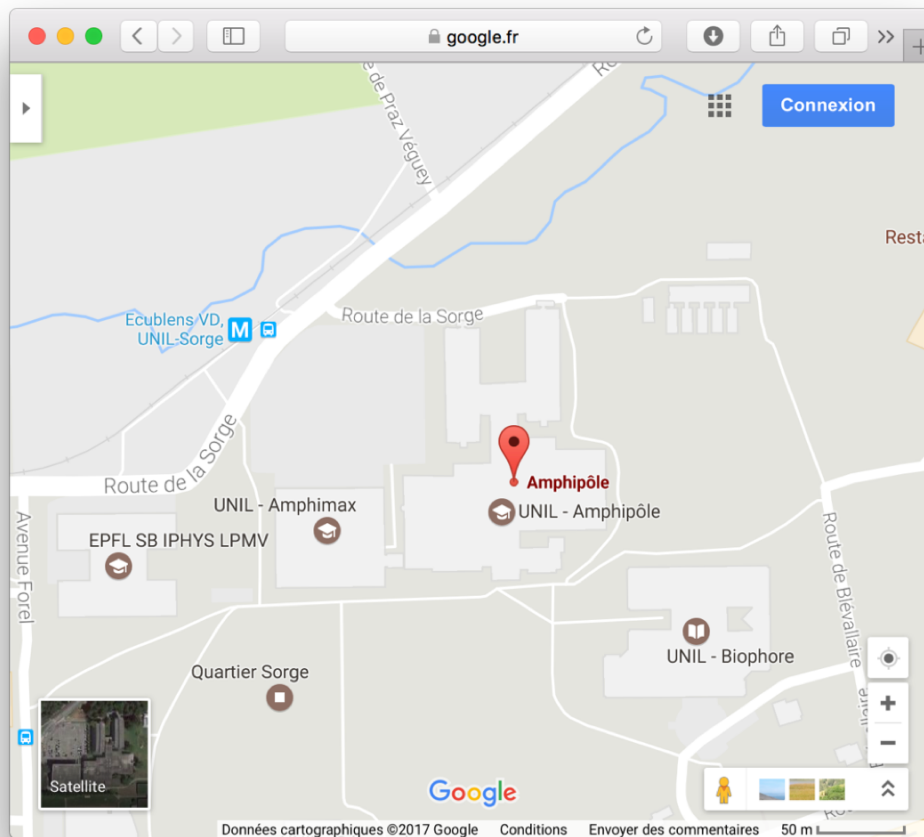 google.fr
Connexion
Ro
e de Praz Véguey
Resta
Ecublens VD,
UNIL-Sorge
M
Route de la Sorge
Route de la Sorge
Amphipôle
UNIL - Amphimax
UNIL - Amphipôle
EPFL SB IPHYS LPMV
Avenue Forel
Route de Blévallaire
UNIL - Biophore
Quartier Sorge
Satellite
Google
Données cartographiques ©2017 Google
Conditions
Envoyer des commentaires
50 m